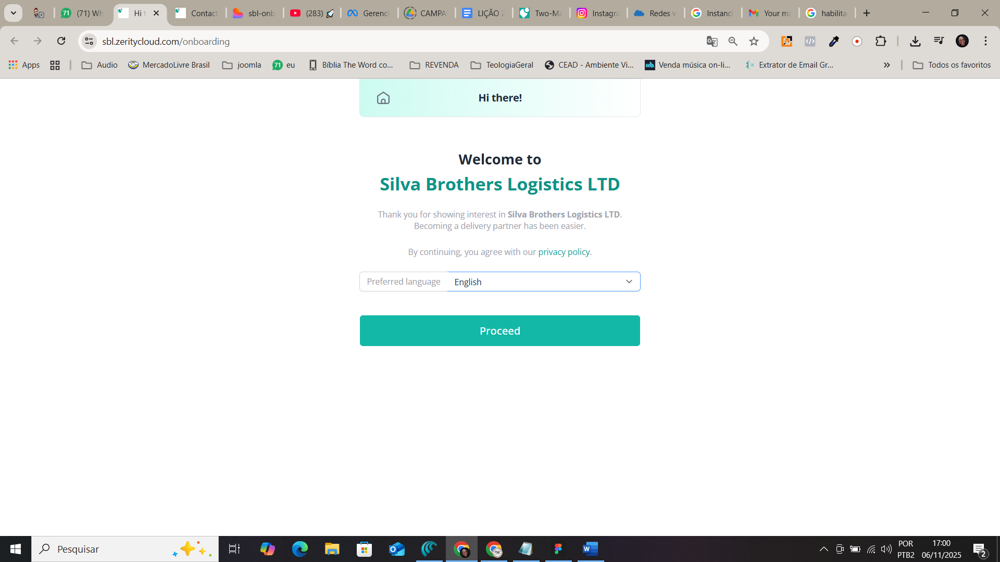 71
(71) Wh
Hi t
Contact
sbl-onb
(283)
Gerenci
CAMPA
LIÇÃO 2
Two-Ma
Instagra
Redes v
Instanci
Your ma
habilita
sbl.zeritycloud.com/onboarding
Apps
Audio
MercadoLivre Brasil
joomla
71
eu
Bíblia The Word co...
REVENDA
TeologiaGeral
CEAD - Ambiente Vi...
Venda música on-li...
Extrator de Email Gr...
Todos os favoritos
Hi there!
Welcome to
Silva Brothers Logistics LTD
Thank you for showing interest in Silva Brothers Logistics LTD.
Becoming a delivery partner has been easier.
By continuing, you agree with our privacy policy.
Preferred language
English
Proceed
Pesquisar
POR
PTB2
17:00
06/11/2025
2